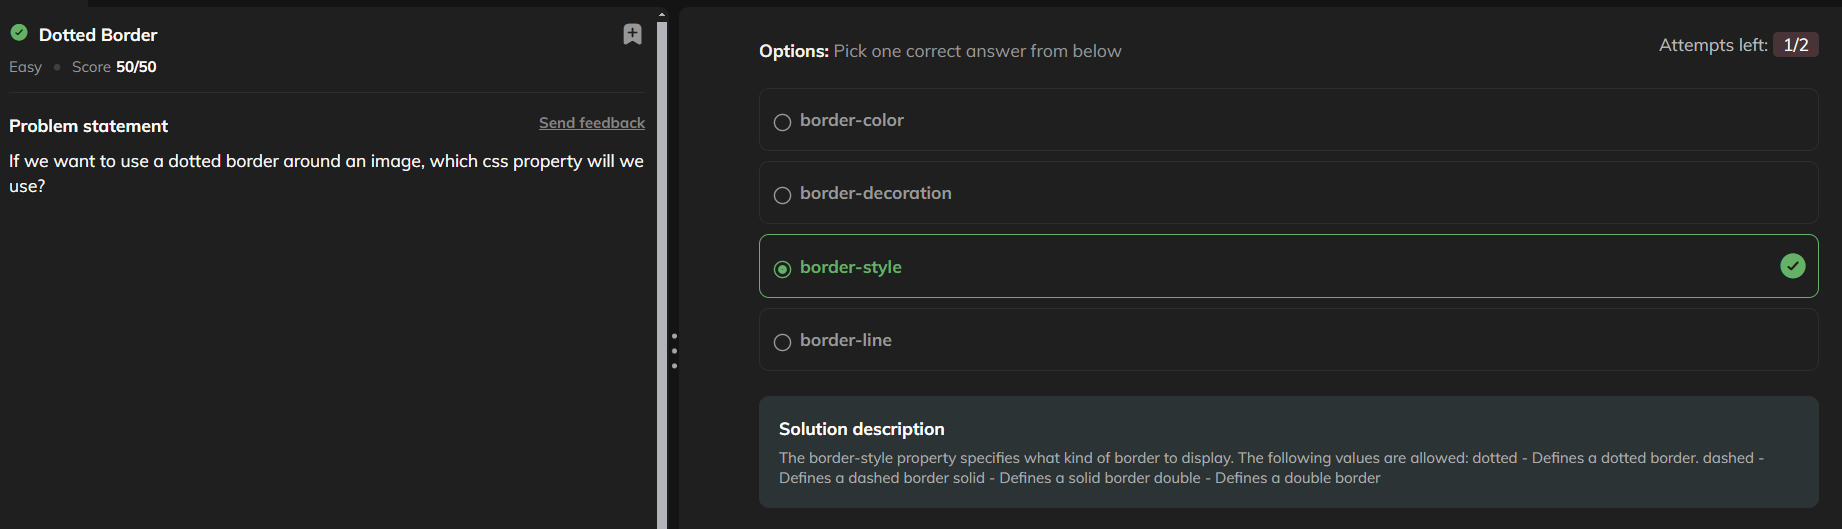 Dotted Border
Easy • Score 50/50
Problem statement
Send feedback
If we want to use a dotted border around an image, which css property will we
use?
Options: Pick one correct answer from below
Attempts left: 1/2
border-color
border-decoration
border-style
border-line
Solution description
The border-style property specifies what kind of border to display. The following values are allowed: dotted - Defines a dotted border. dashed -
Defines a dashed border solid - Defines a solid border double - Defines a double border